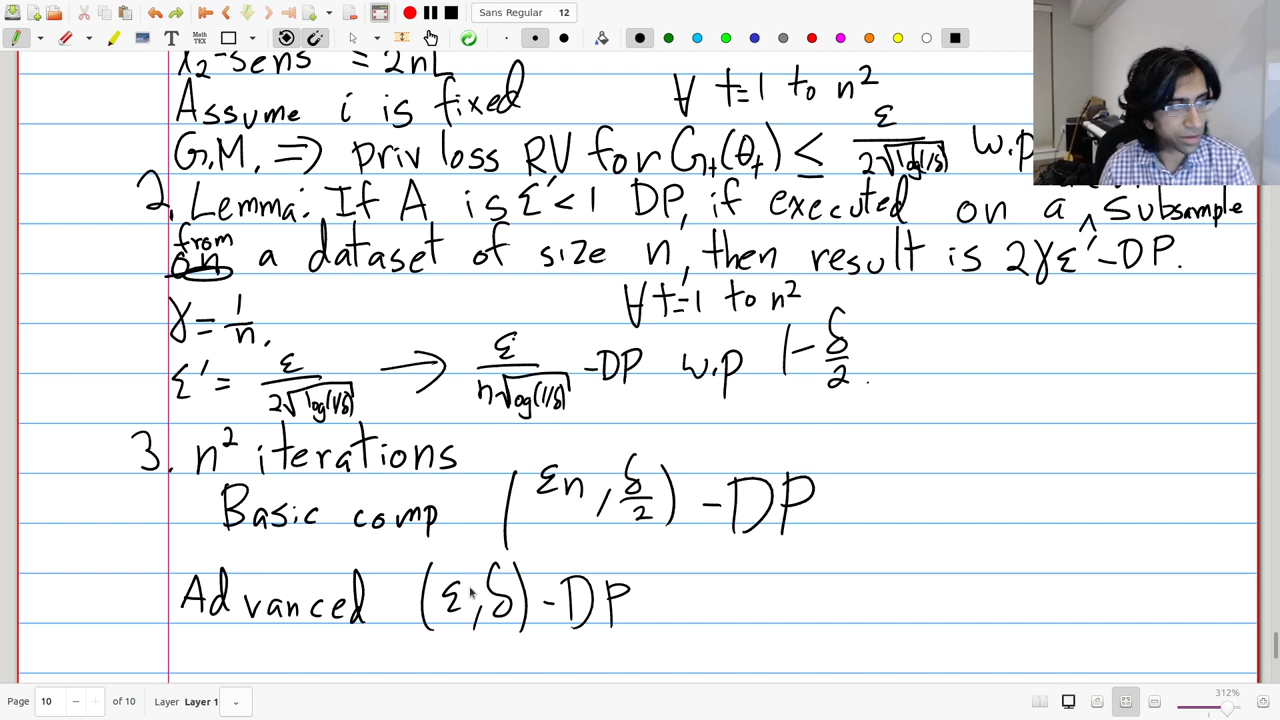 Sans Regular 12
ℓ2-sens = 2nL
Assume i is fixed ∀ t=1 to n²
G.M. ⇒ priv loss RV for G_t(θ_t) ≤ ε/(2√log(1/δ)) w.p
2. Lemma: If A is ε'<1 DP, if executed on a ^ subsample
from
on a dataset of size n, then result is 2γε'-DP.
γ = 1/n. ∀ t=1 to n²
ε' = ε/(2√log(1/δ)) → ε/(n√log(1/δ)) -DP w.p 1-δ/2.
3. n² iterations
Basic comp (εn, δ/2) -DP
Advanced (ε,δ)-DP
Page 10 of 10 Layer Layer 1 312%